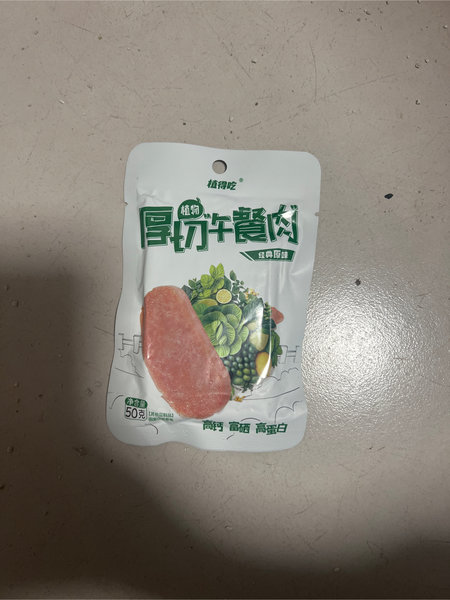 植得吃®
植物
厚切午餐肉
经典原味
净含量
50克
高钙 富硒 高蛋白